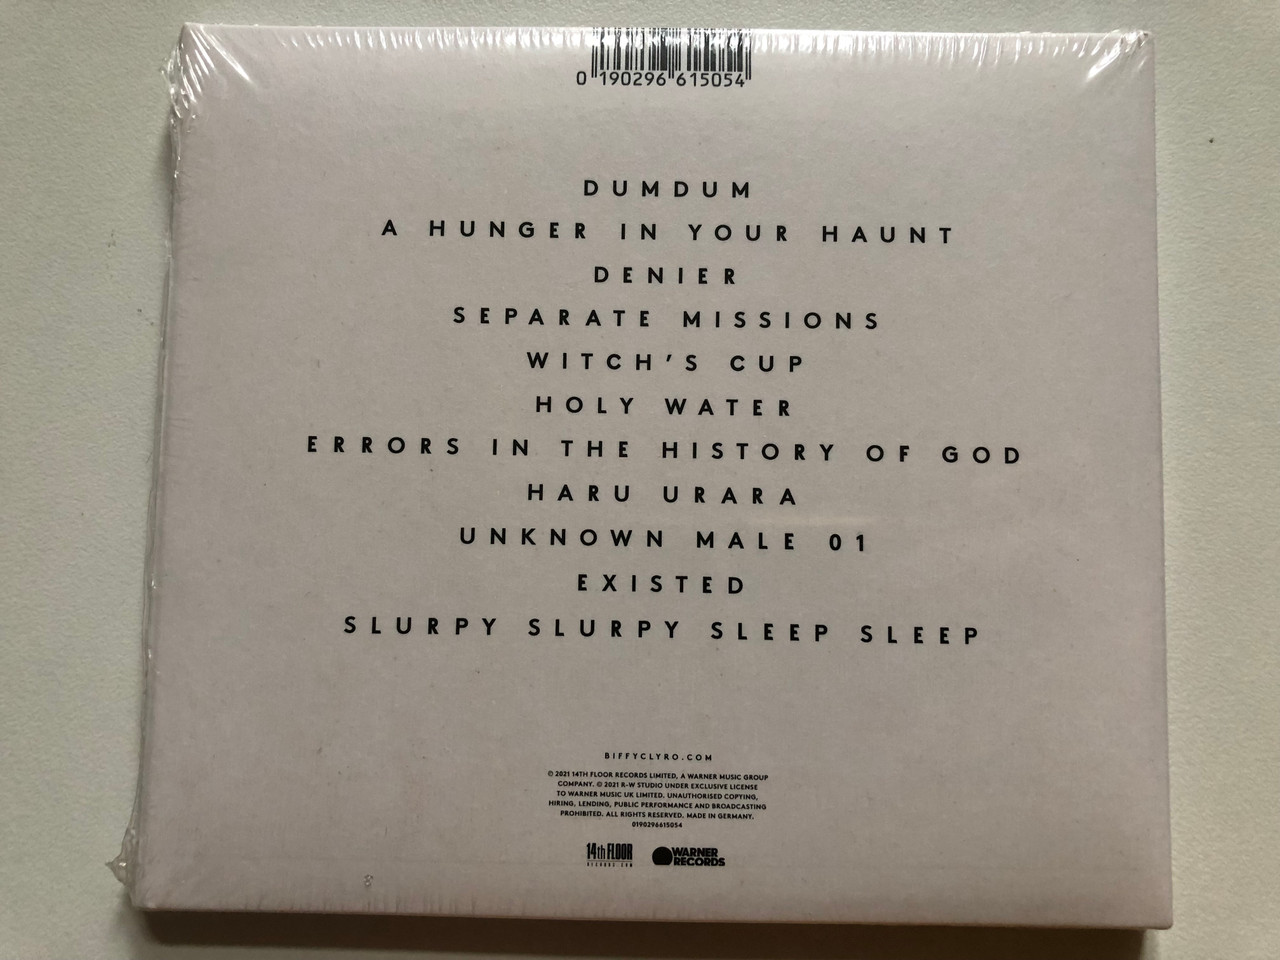 0 190296 615054
DUMDUM
A HUNGER IN YOUR HAUNT
DENIER
SEPARATE MISSIONS
WITCH'S CUP
HOLY WATER
ERRORS IN THE HISTORY OF GOD
HARU URARA
UNKNOWN MALE 01
EXISTED
SLURPY SLURPY SLEEP SLEEP
BIFFYCLYRO.COM
© 2021 14TH FLOOR RECORDS LIMITED, A WARNER MUSIC GROUP
COMPANY. © 2021 R-W STUDIO UNDER EXCLUSIVE LICENSE
TO WARNER MUSIC UK LIMITED. UNAUTHORISED COPYING,
HIRING, LENDING, PUBLIC PERFORMANCE AND BROADCASTING
PROHIBITED. ALL RIGHTS RESERVED. MADE IN GERMANY.
0190296615054
14th FLOOR
RECORDS.COM
WARNER
RECORDS
8